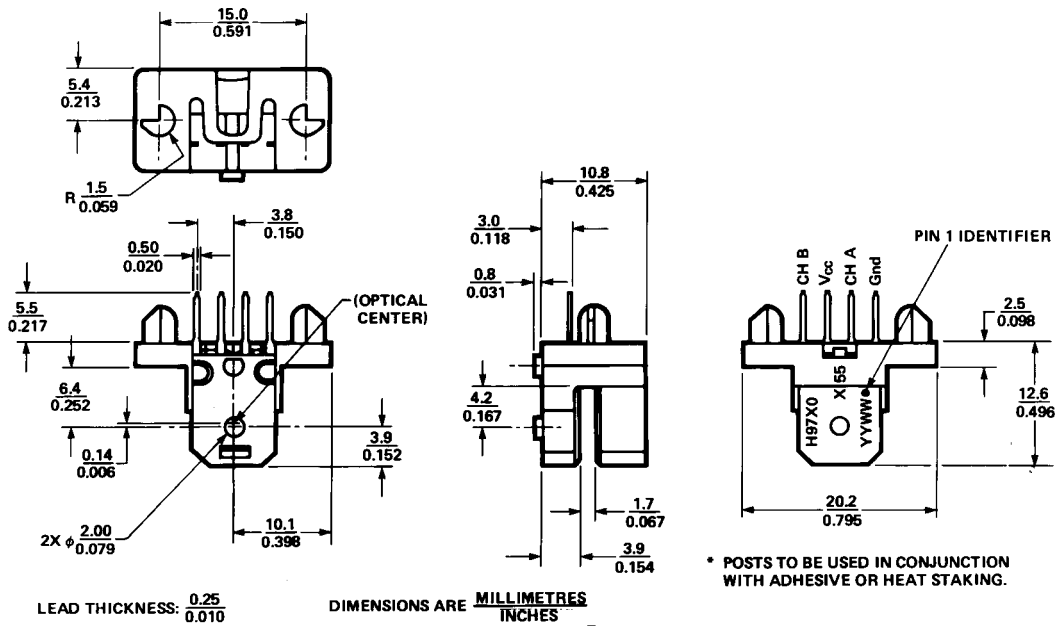 15.0
0.591
5.4
0.213
R 1.5
0.059
3.8
0.150
0.50
0.020
5.5
0.217
(OPTICAL
CENTER)
6.4
0.252
0.14
0.006
3.9
0.152
2X ϕ 2.00
0.079
10.1
0.398
10.8
0.425
3.0
0.118
0.8
0.031
4.2
0.167
1.7
0.067
3.9
0.154
PIN 1 IDENTIFIER
CH B
Vcc
CH A
Gnd
2.5
0.098
12.6
0.496
H97X0
X155
YYWW
20.2
0.795
* POSTS TO BE USED IN CONJUNCTION
WITH ADHESIVE OR HEAT STAKING.
LEAD THICKNESS: 0.25
0.010
DIMENSIONS ARE MILLIMETRES
INCHES